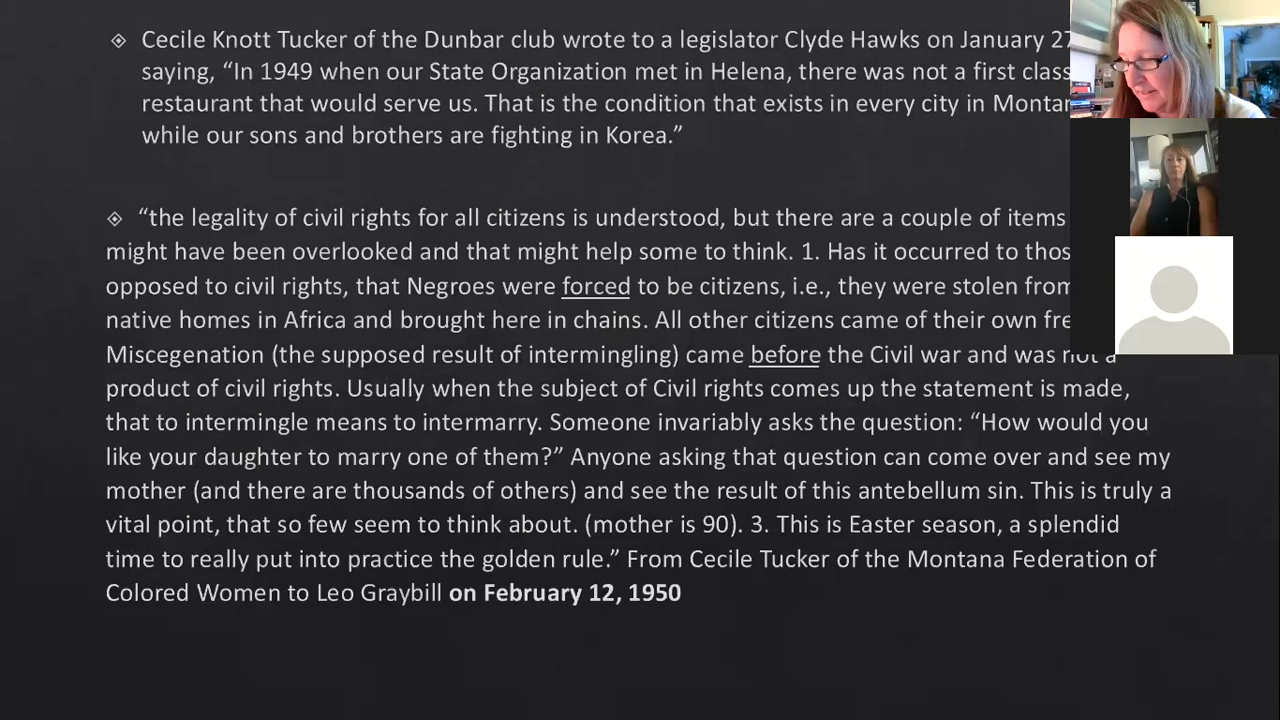 Cecile Knott Tucker of the Dunbar club wrote to a legislator Clyde Hawks on January 27
saying, “In 1949 when our State Organization met in Helena, there was not a first class
restaurant that would serve us. That is the condition that exists in every city in
while our sons and brothers are fighting in Korea.”
“the legality of civil rights for all citizens is understood, but there are a couple of items
might have been overlooked and that might help some to think. 1. Has it occurred to
opposed to civil rights, that Negroes were forced to be citizens, i.e., they were stolen from
native homes in Africa and brought here in chains. All other citizens came of their own
Miscegenation (the supposed result of intermingling) came before the Civil war and was not a
product of civil rights. Usually when the subject of Civil rights comes up the statement is made,
that to intermingle means to intermarry. Someone invariably asks the question: “How would you
like your daughter to marry one of them?” Anyone asking that question can come over and see my
mother (and there are thousands of others) and see the result of this antebellum sin. This is truly a
vital point, that so few seem to think about. (mother is 90). 3. This is Easter season, a splendid
time to really put into practice the golden rule.” From Cecile Tucker of the Montana Federation of
Colored Women to Leo Graybill on February 12, 1950